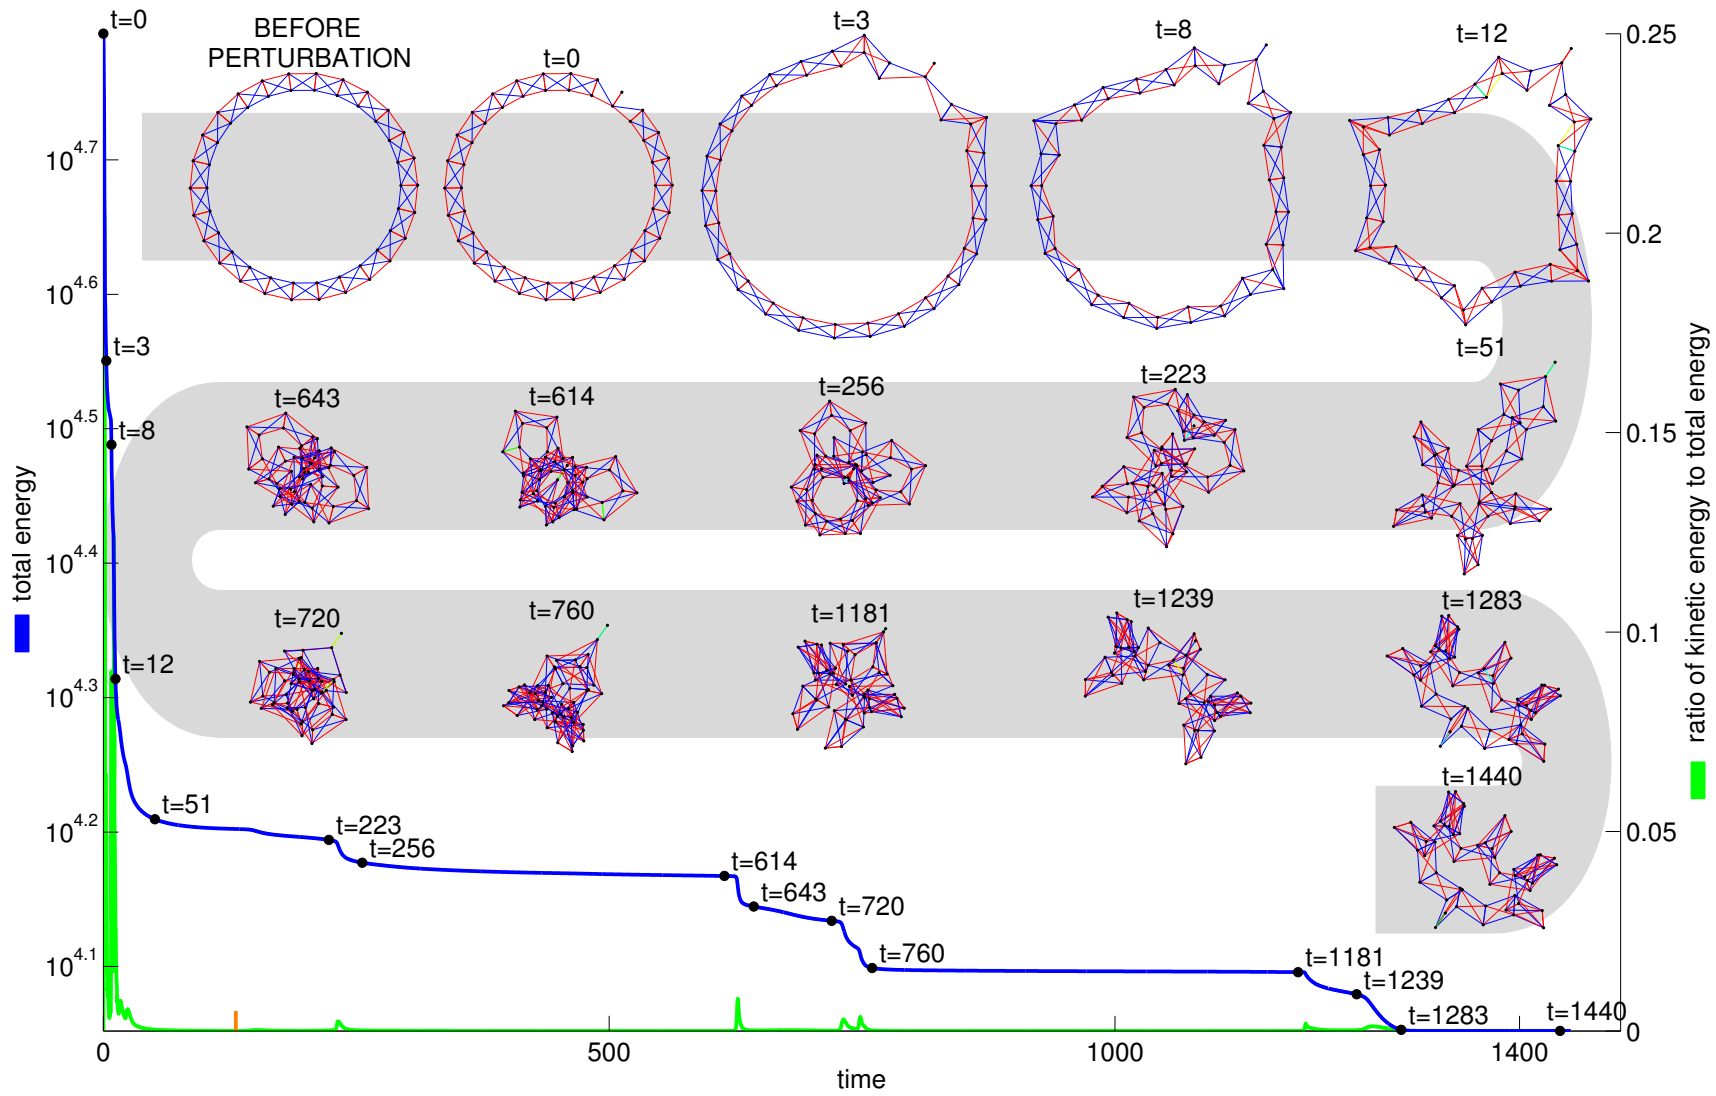 t=0
BEFORE
PERTURBATION
t=0
t=3
t=8
t=12
0.25
10^4.7
0.2
10^4.6
t=3
t=51
t=643
t=614
t=256
t=223
10^4.5
t=8
0.15
total energy
ratio of kinetic energy to total energy
10^4.4
t=720
t=760
t=1181
t=1239
t=1283
0.1
t=12
10^4.3
t=1440
t=51
10^4.2
t=223
t=256
0.05
t=614
t=643
t=720
t=760
10^4.1
t=1181
t=1239
t=1283
t=1440
0
0
500
1000
1400
time